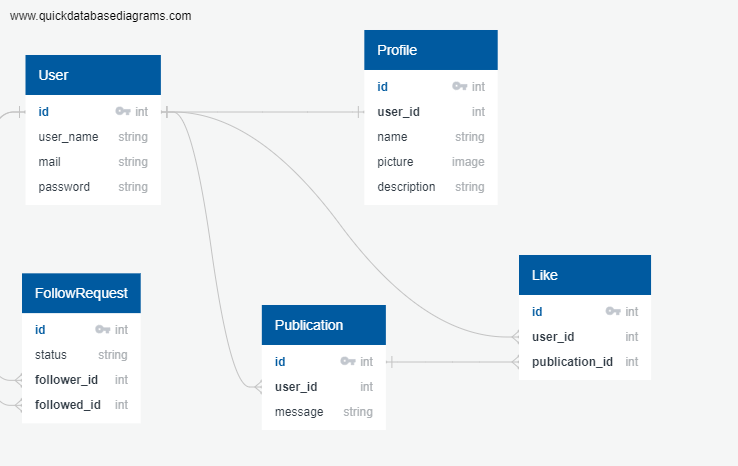 www.quickdatabasediagrams.com
User
id int
user_name string
mail string
password string
Profile
id int
user_id int
name string
picture image
description string
FollowRequest
id int
status string
follower_id int
followed_id int
Publication
id int
user_id int
message string
Like
id int
user_id int
publication_id int